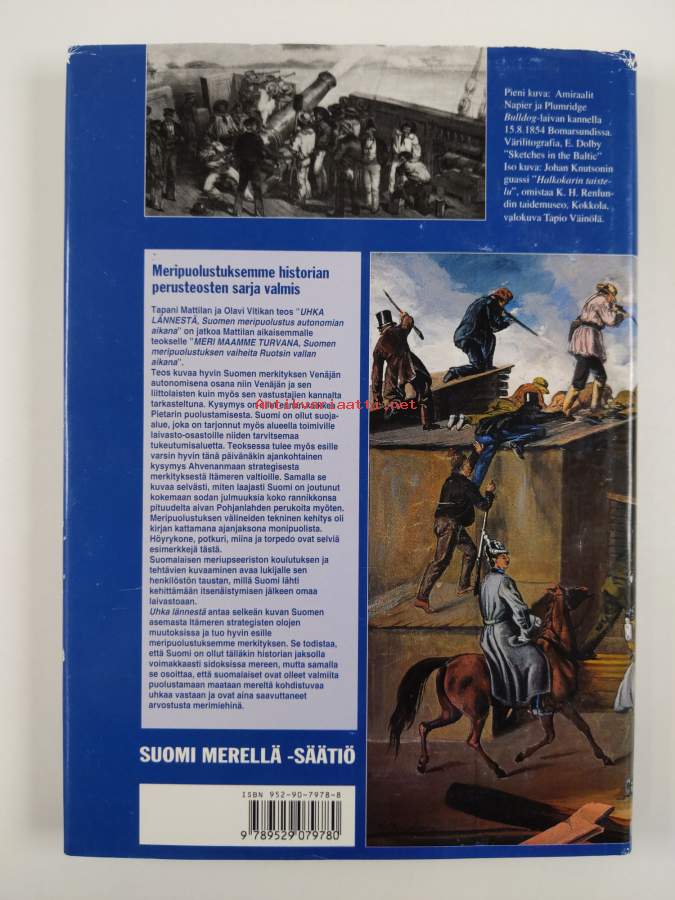 Pieni kuva: Amiraalit
Napier ja Plumridge
Bulldog-laivan kannella
15.8.1854 Bomarsundissa.
Värilitografia, E. Dolby
"Sketches in the Baltic"
Iso kuva: Johan Knutsonin
guassi "Halkokarin taiste-
lu", omistaa K. H. Renlun-
din taidemuseo, Kokkola,
valokuva Tapio Väinölä.
Meripuolustuksemme historian
perusteosten sarja valmis
Tapani Mattilan ja Olavi Vitikan teos "UHKA
LÄNNESTÄ, Suomen meripuolustus autonomian
aikana" on jatkoa Mattilan aikaisemmalle
teokselle "MERI MAAMME TURVANA, Suomen
meripuolustuksen vaiheita Ruotsin vallan
aikana".
Teos kuvaa hyvin Suomen merkityksen Venäjän
autonomisena osana niin Venäjän ja sen
liittolaisten kuin myös sen vastustajien kannalta
tarkasteltuna. Kysymys on
Pietarin puolustamisesta. Suomi on ollut suoja-
alue, joka on tarjonnut myös alueella toimiville
laivasto-osastoille niiden tarvitsemaa
tukeutumisaluetta. Teoksessa tulee myös esille
varsin hyvin tänä päivänäkin ajankohtainen
kysymys Ahvenanmaan strategisesta
merkityksestä Itämeren valtioille. Samalla se
kuvaa selvästi, miten laajasti Suomi on joutunut
kokemaan sodan julmuuksia koko rannikkonsa
pituudelta aivan Pohjanlahden perukoita myöten.
Meripuolustuksen välineiden tekninen kehitys oli
kirjan kattamana ajanjaksona monipuolista.
Höyrykone, potkuri, miina ja torpedo ovat selviä
esimerkkejä tästä.
Suomalaisen meriupseeriston koulutuksen ja
tehtävien kuvaaminen avaa lukijalle sen
henkilöstön taustan, millä Suomi lähti
kehittämään itsenäistymisen jälkeen omaa
laivastoaan.
Uhka lännestä antaa selkeän kuvan Suomen
asemasta Itämeren strategisten olojen
muutoksissa ja tuo hyvin esille
meripuolustuksemme merkityksen. Se todistaa,
että Suomi on ollut tälläkin historian jaksolla
voimakkaasti sidoksissa mereen, mutta samalla
se osoittaa, että suomalaiset ovat olleet valmiita
puolustamaan maataan mereltä kohdistuvaa
uhkaa vastaan ja ovat aina saavuttaneet
arvostusta merimiehinä.
Antikvariaatti.net
SUOMI MERELLÄ -SÄÄTIÖ
ISBN 952-90-7978-8
9 789529 079780